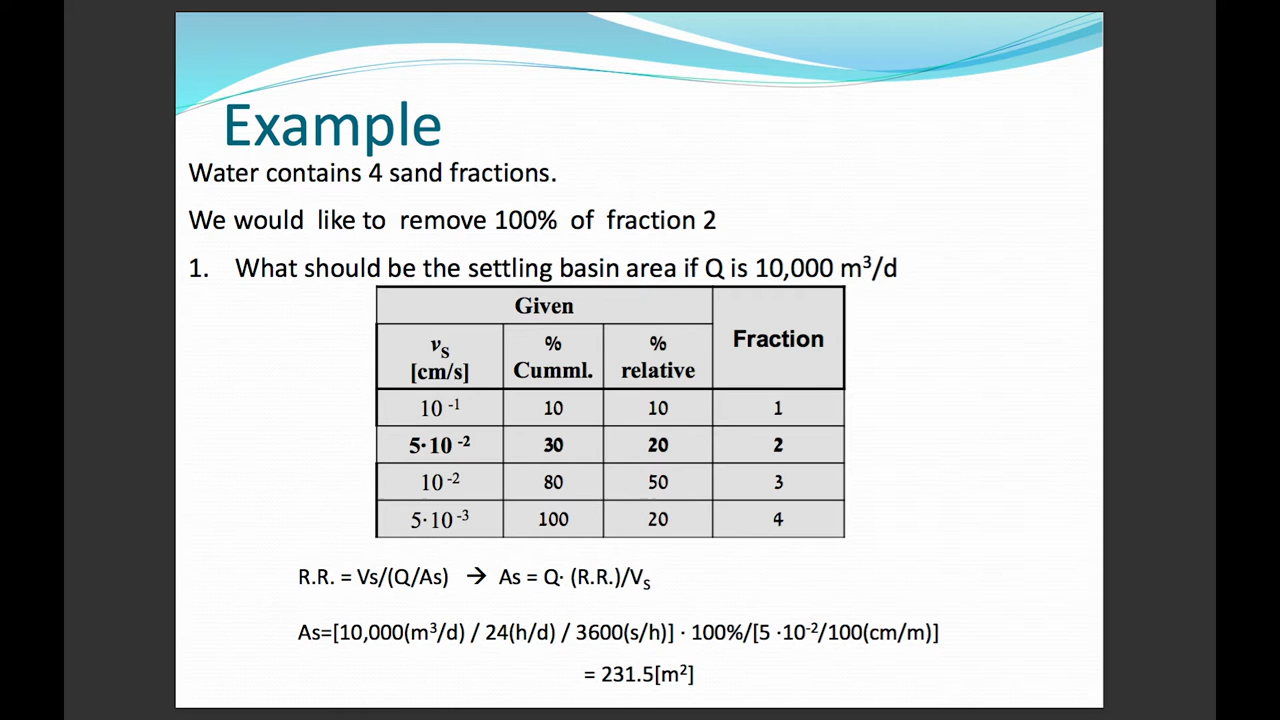 Example
Water contains 4 sand fractions.
We would like to remove 100% of fraction 2
1. What should be the settling basin area if Q is 10,000 m³/d
Given
Fraction
vS [cm/s] % Cumml. % relative
10 -1 10 10 1
5·10 -2 30 20 2
10 -2 80 50 3
5·10 -3 100 20 4
R.R. = Vs/(Q/As) → As = Q· (R.R.)/VS
As=[10,000(m³/d) / 24(h/d) / 3600(s/h)] · 100%/[5 ·10-2/100(cm/m)]
= 231.5[m²]